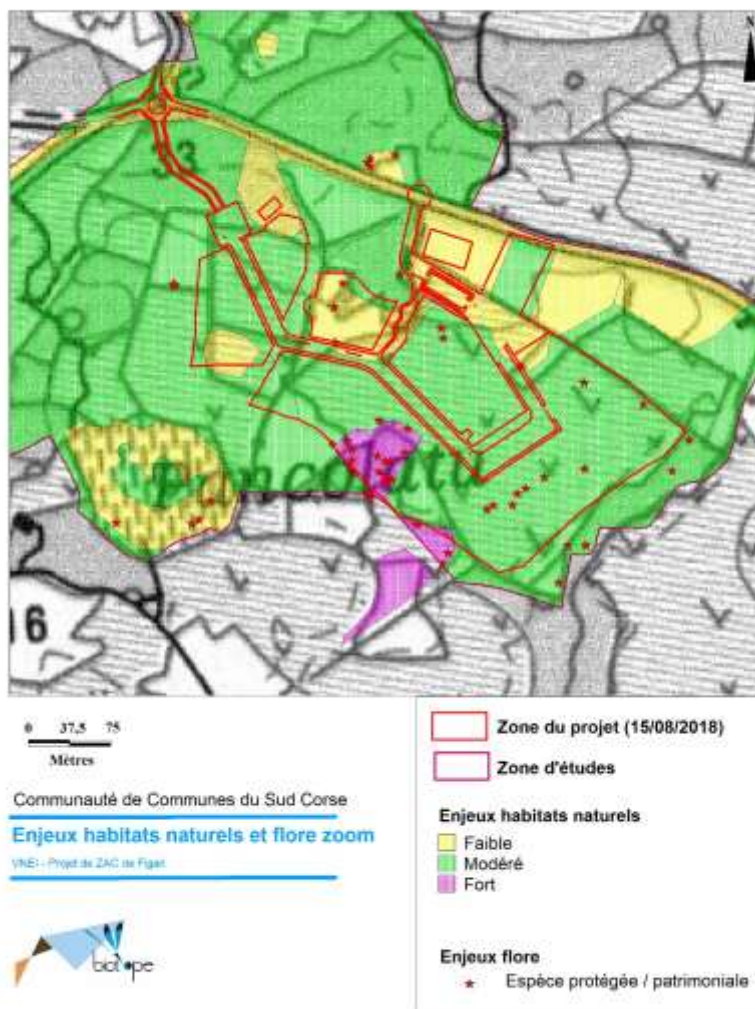 33
Pancoratu
16
0 37,5 75
Mètres
Communauté de Communes du Sud Corse
Enjeux habitats naturels et flore zoom
VNEI - Projet de ZAC de Figari
biotope
Zone du projet (15/08/2018)
Zone d'études
Enjeux habitats naturels
Faible
Modéré
Fort
Enjeux flore
Espèce protégée / patrimoniale